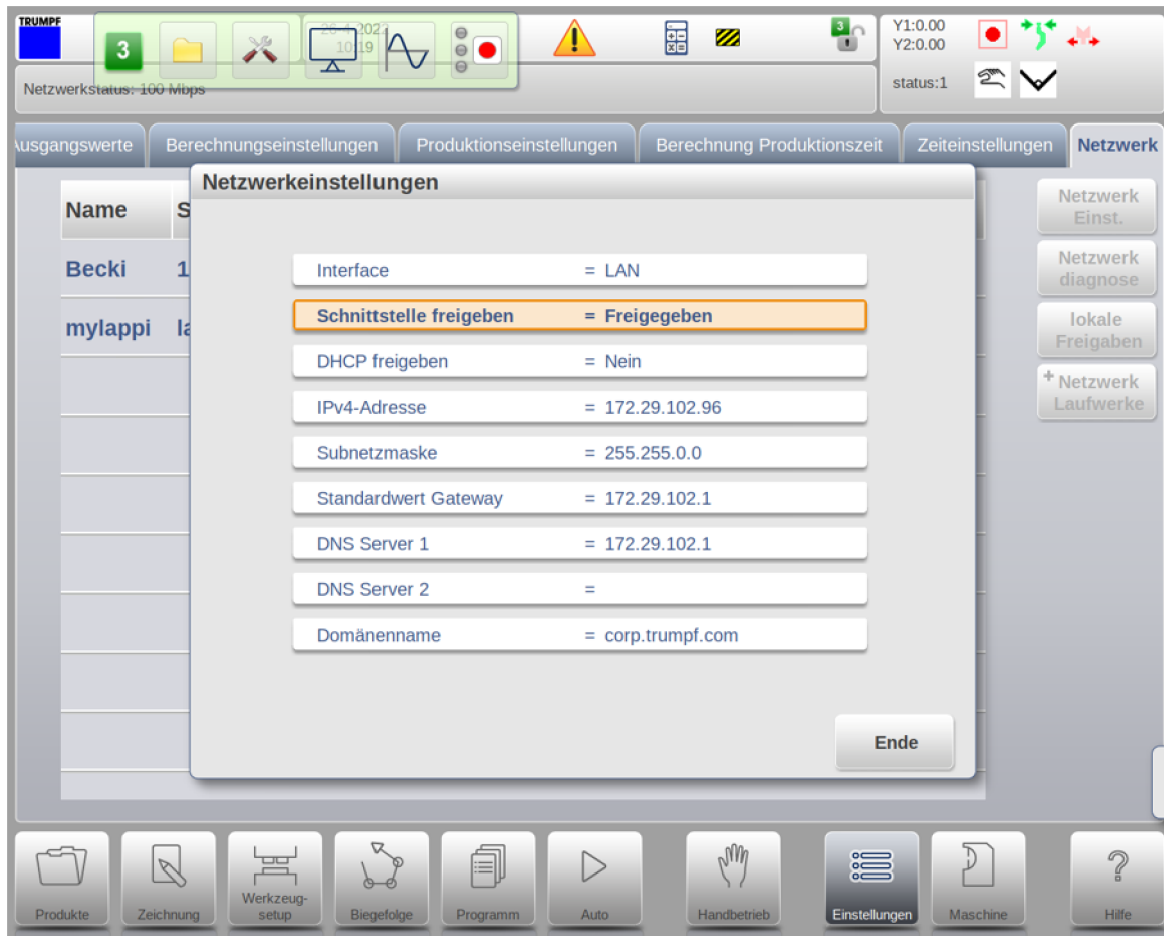 TRUMPF
3
26-4-2022
10:19
3
Y1:0.00
Y2:0.00
Netzwerkstatus: 100 Mbps
status:1
Ausgangswerte
Berechnungseinstellungen
Produktionseinstellungen
Berechnung Produktionszeit
Zeiteinstellungen
Netzwerk
Netzwerkeinstellungen
Name S
Becki 1
mylappi la
Interface = LAN
Schnittstelle freigeben = Freigegeben
DHCP freigeben = Nein
IPv4-Adresse = 172.29.102.96
Subnetzmaske = 255.255.0.0
Standardwert Gateway = 172.29.102.1
DNS Server 1 = 172.29.102.1
DNS Server 2 =
Domänenname = corp.trumpf.com
Ende
Netzwerk
Einst.
Netzwerk
diagnose
lokale
Freigaben
+ Netzwerk
Laufwerke
Produkte
Zeichnung
Werkzeug-
setup
Biegefolge
Programm
Auto
Handbetrieb
Einstellungen
Maschine
Hilfe